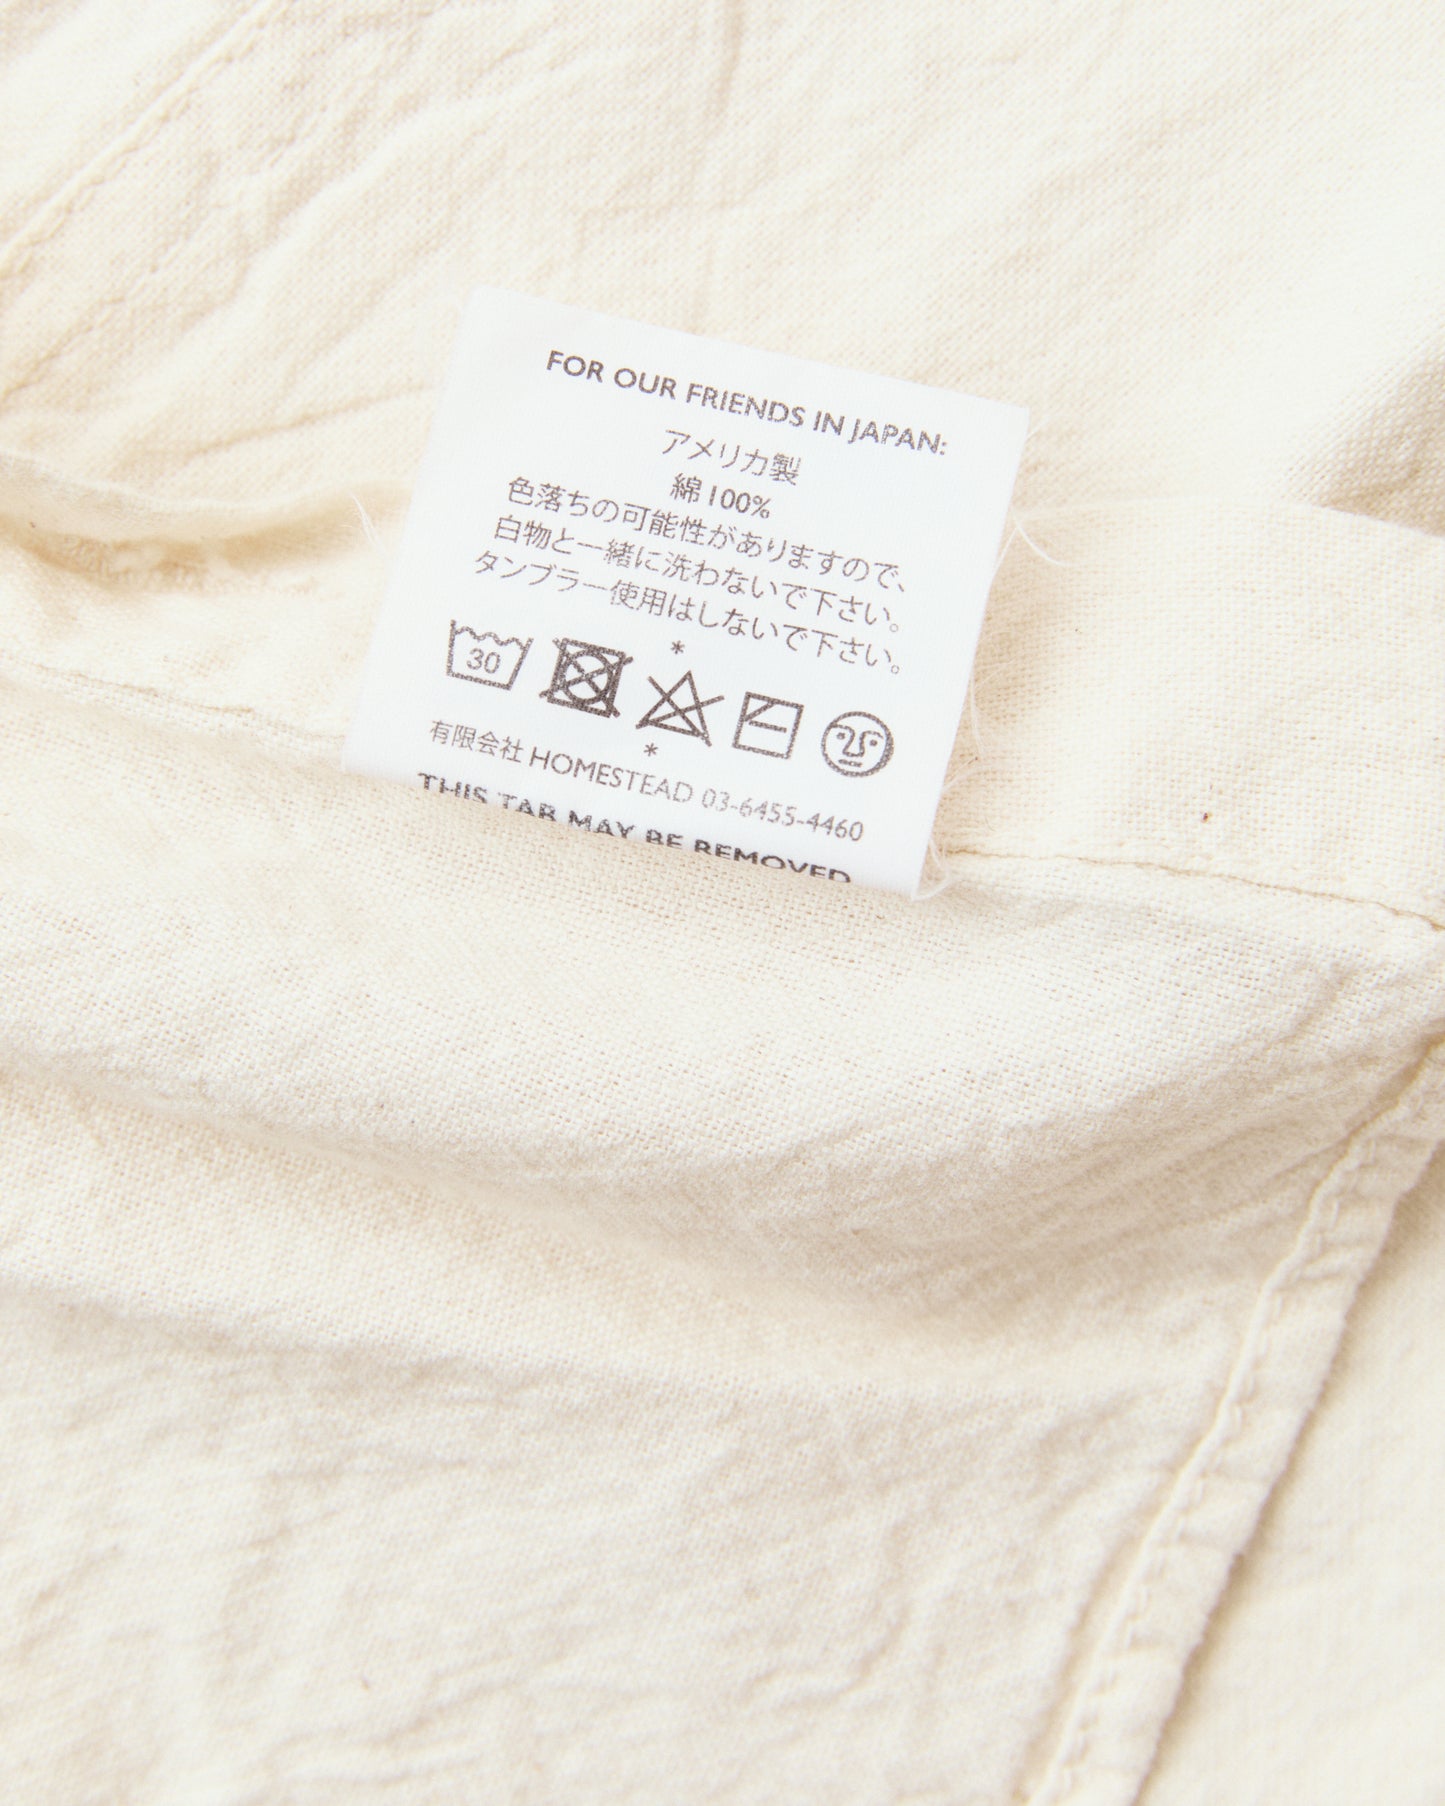 FOR OUR FRIENDS IN JAPAN:
アメリカ製
綿100%
色落ちの可能性がありますので、
白物と一緒に洗わないで下さい。
タンブラー使用はしないで下さい。
30
有限会社 HOMESTEAD 03-6455-4460
THIS TAB MAY BE REMOVED